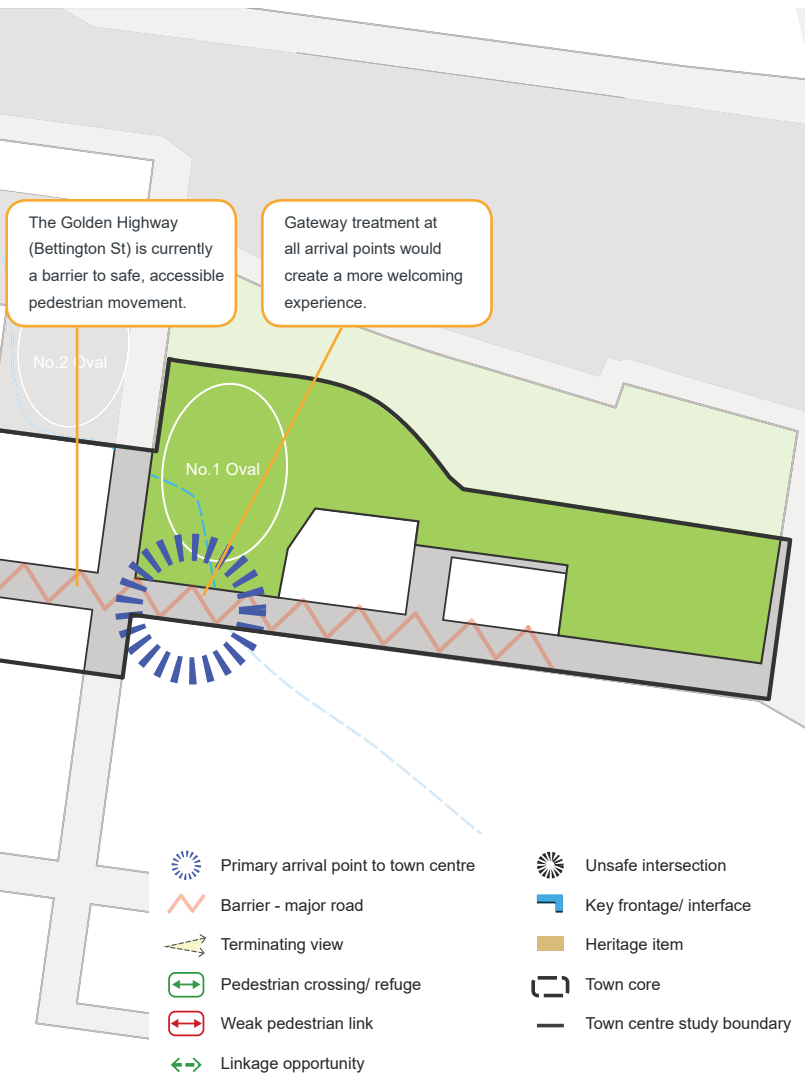 The Golden Highway
(Bettington St) is currently
a barrier to safe, accessible
pedestrian movement.
Gateway treatment at
all arrival points would
create a more welcoming
experience.
No.2 Oval
No.1 Oval
Primary arrival point to town centre
Barrier - major road
Terminating view
Pedestrian crossing/ refuge
Weak pedestrian link
Linkage opportunity
Unsafe intersection
Key frontage/ interface
Heritage item
Town core
Town centre study boundary